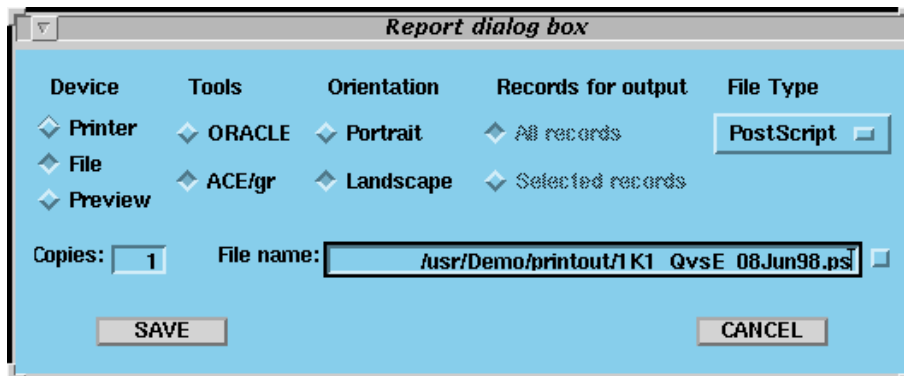 Report dialog box
Device Tools Orientation Records for output File Type
Printer ORACLE Portrait All records PostScript
File
ACE/gr Landscape Selected records
Preview
Copies: 1 File name: /usr/Demo/printout/1K1 QvsE 08Jun98.ps
SAVE CANCEL